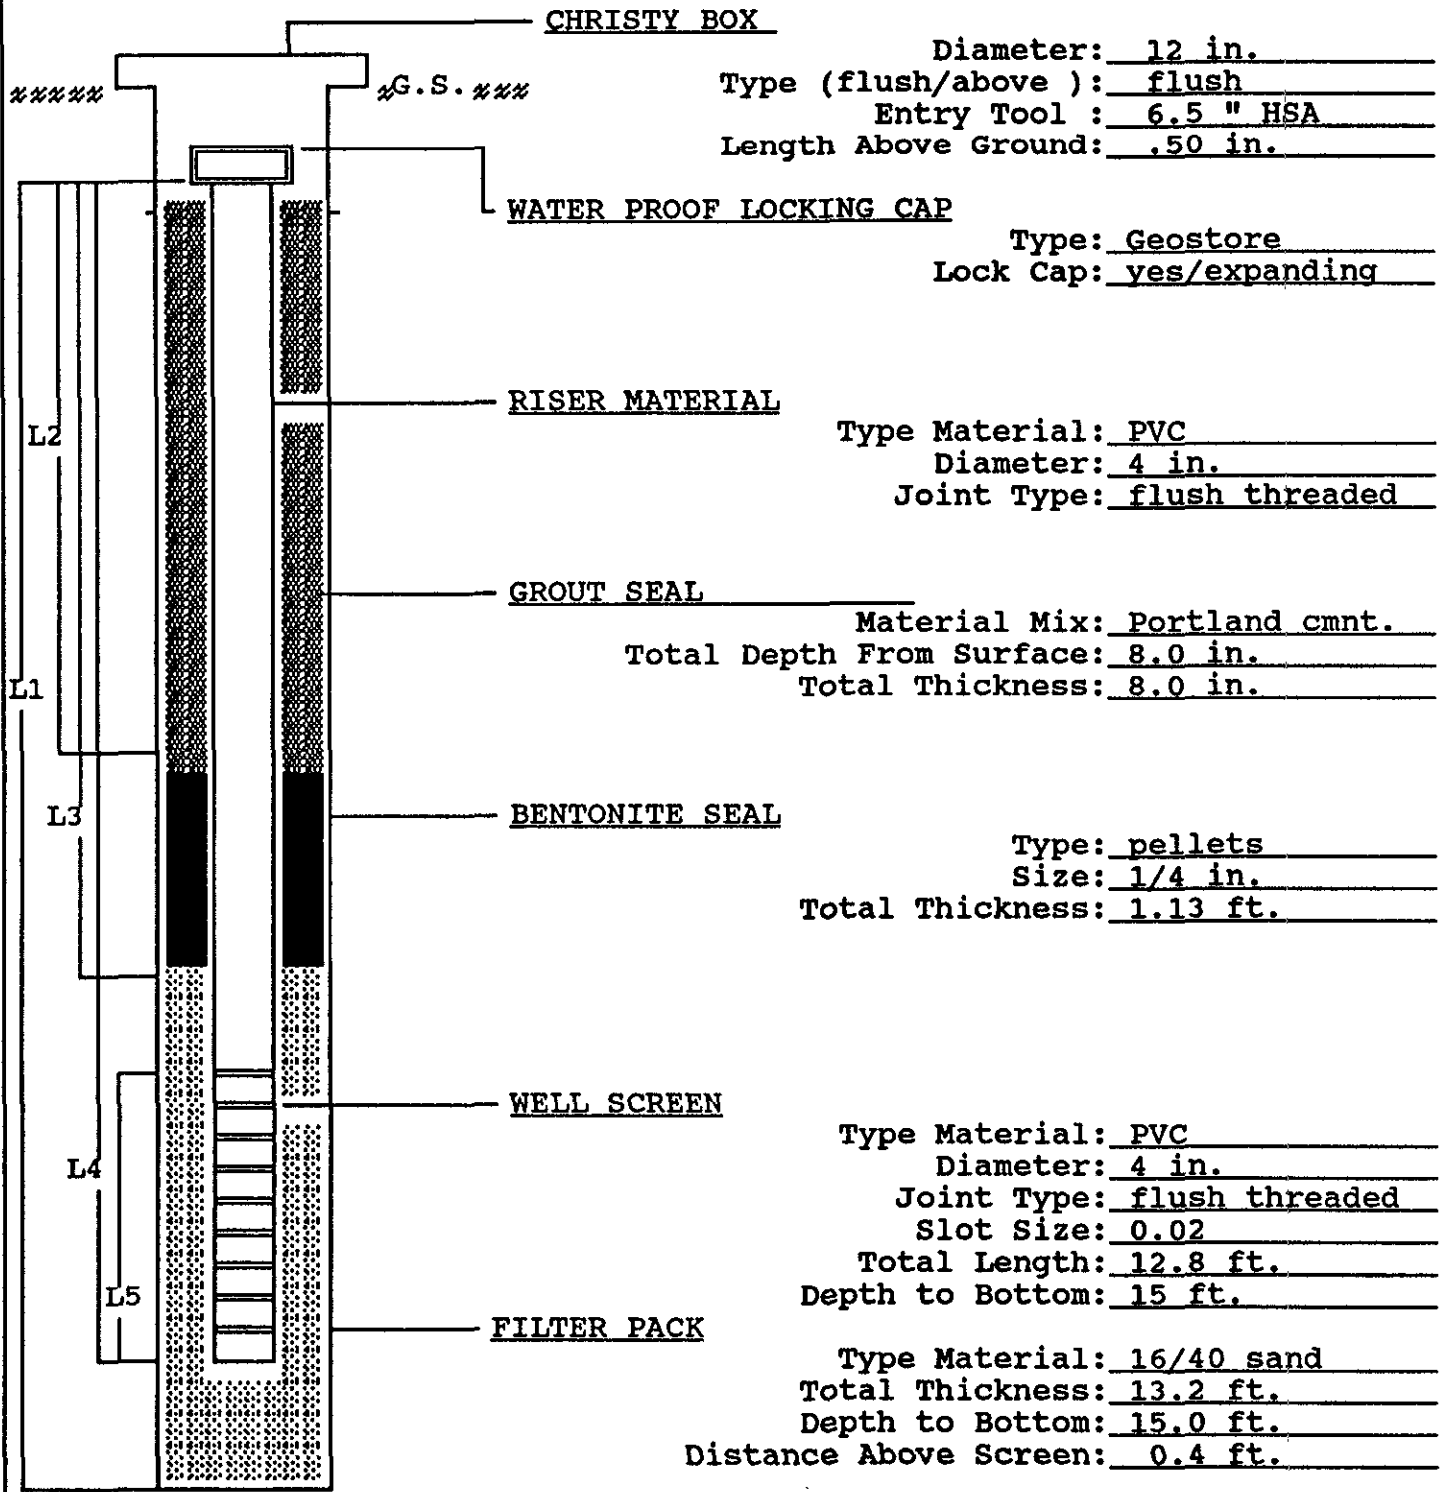 CHRISTY BOX
Diameter: 12 in.
G.S.
Type (flush/above ): flush
Entry Tool : 6.5 " HSA
Length Above Ground: .50 in.
WATER PROOF LOCKING CAP
Type: Geostore
Lock Cap: yes/expanding
RISER MATERIAL
L2
Type Material: PVC
Diameter: 4 in.
Joint Type: flush threaded
GROUT SEAL
Material Mix: Portland cmnt.
Total Depth From Surface: 8.0 in.
L1
Total Thickness: 8.0 in.
L3
BENTONITE SEAL
Type: pellets
Size: 1/4 in.
Total Thickness: 1.13 ft.
WELL SCREEN
Type Material: PVC
L4
Diameter: 4 in.
Joint Type: flush threaded
Slot Size: 0.02
Total Length: 12.8 ft.
L5
Depth to Bottom: 15 ft.
FILTER PACK
Type Material: 16/40 sand
Total Thickness: 13.2 ft.
Depth to Bottom: 15.0 ft.
Distance Above Screen: 0.4 ft.